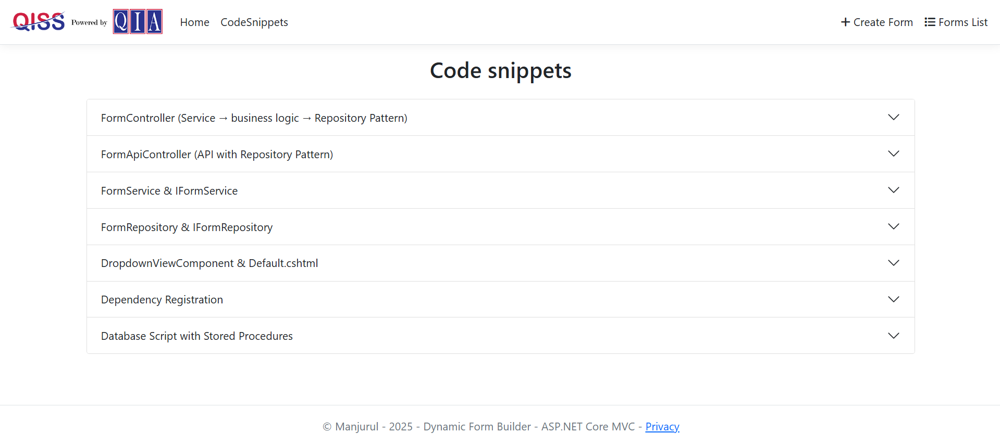 QISS Powered by QIA Home CodeSnippets Create Form Forms List
Code snippets
FormController (Service → business logic → Repository Pattern)
FormApiController (API with Repository Pattern)
FormService & IFormService
FormRepository & IFormRepository
DropdownViewComponent & Default.cshtml
Dependency Registration
Database Script with Stored Procedures
© Manjurul - 2025 - Dynamic Form Builder - ASP.NET Core MVC - Privacy